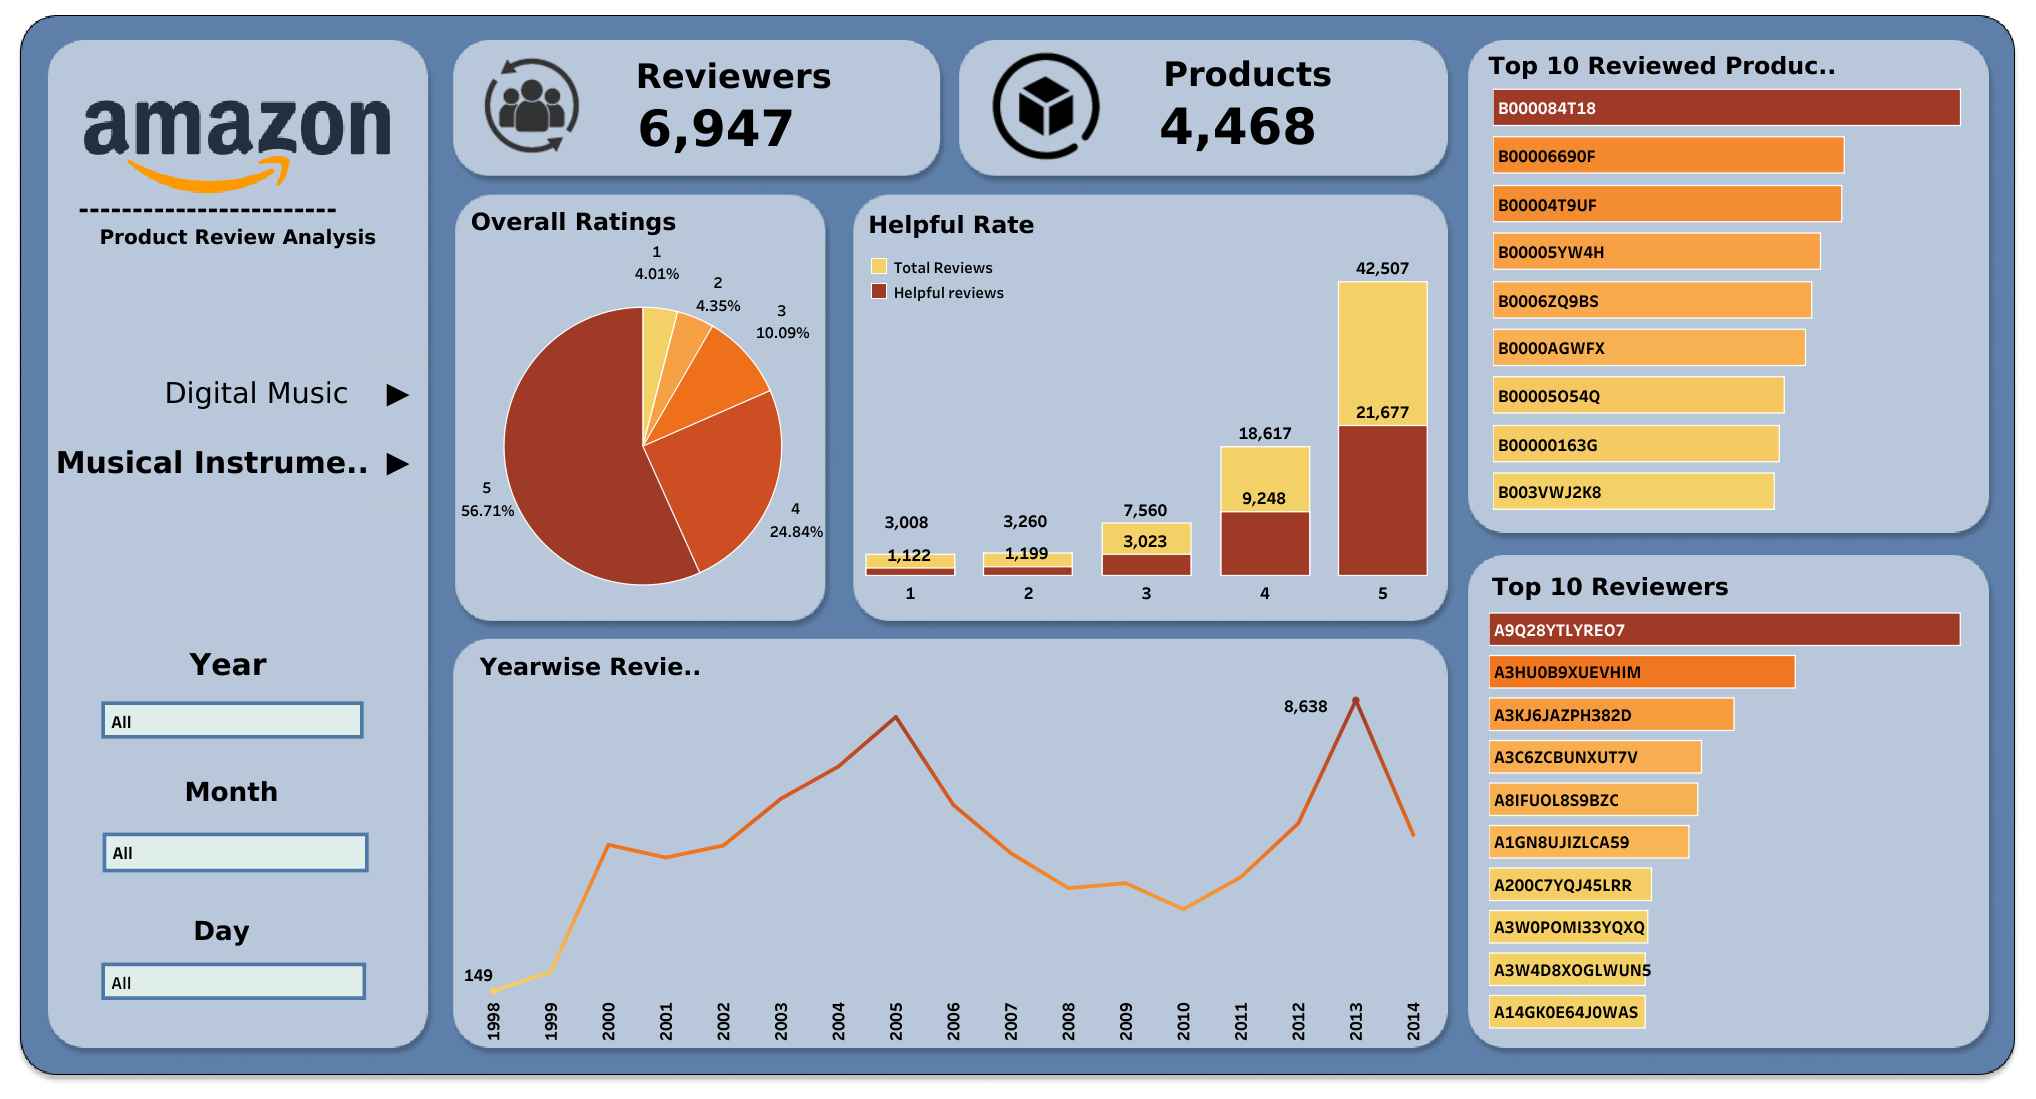 amazon
------------------------
Product Review Analysis
Digital Music ▶
Musical Instrume.. ▶
Year
All
Month
All
Day
All
Reviewers
6,947
Products
4,468
Overall Ratings
1
4.01%
2
4.35%
3
10.09%
4
24.84%
5
56.71%
Helpful Rate
Total Reviews
Helpful reviews
3,008
1,122
3,260
1,199
7,560
3,023
18,617
9,248
42,507
21,677
1 2 3 4 5
Yearwise Revie..
149
8,638
1998 1999 2000 2001 2002 2003 2004 2005 2006 2007 2008 2009 2010 2011 2012 2013 2014
Top 10 Reviewed Produc..
B000084T18
B00006690F
B00004T9UF
B00005YW4H
B0006ZQ9BS
B0000AGWFX
B00005O54Q
B00000163G
B003VWJ2K8
Top 10 Reviewers
A9Q28YTLYREO7
A3HU0B9XUEVHIM
A3KJ6JAZPH382D
A3C6ZCBUNXUT7V
A8IFUOL8S9BZC
A1GN8UJIZLCA59
A200C7YQJ45LRR
A3W0POMI33YQXQ
A3W4D8XOGLWUN5
A14GK0E64J0WAS